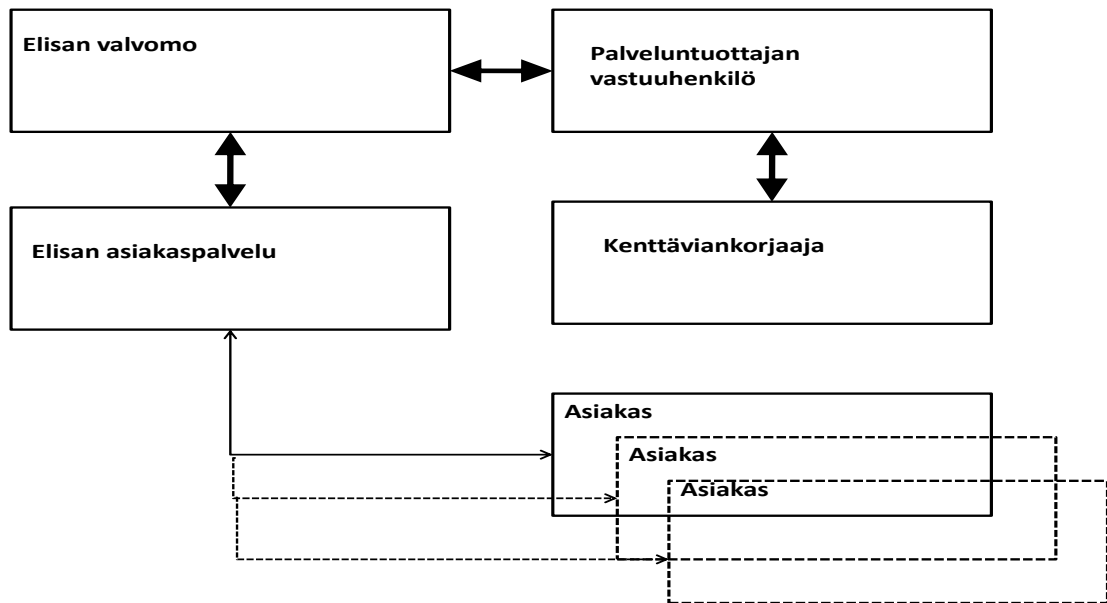 Elisan valvomo
Palveluntuottajan
vastuuhenkilö
Elisan asiakaspalvelu
Kenttäviankorjaaja
Asiakas
Asiakas
Asiakas